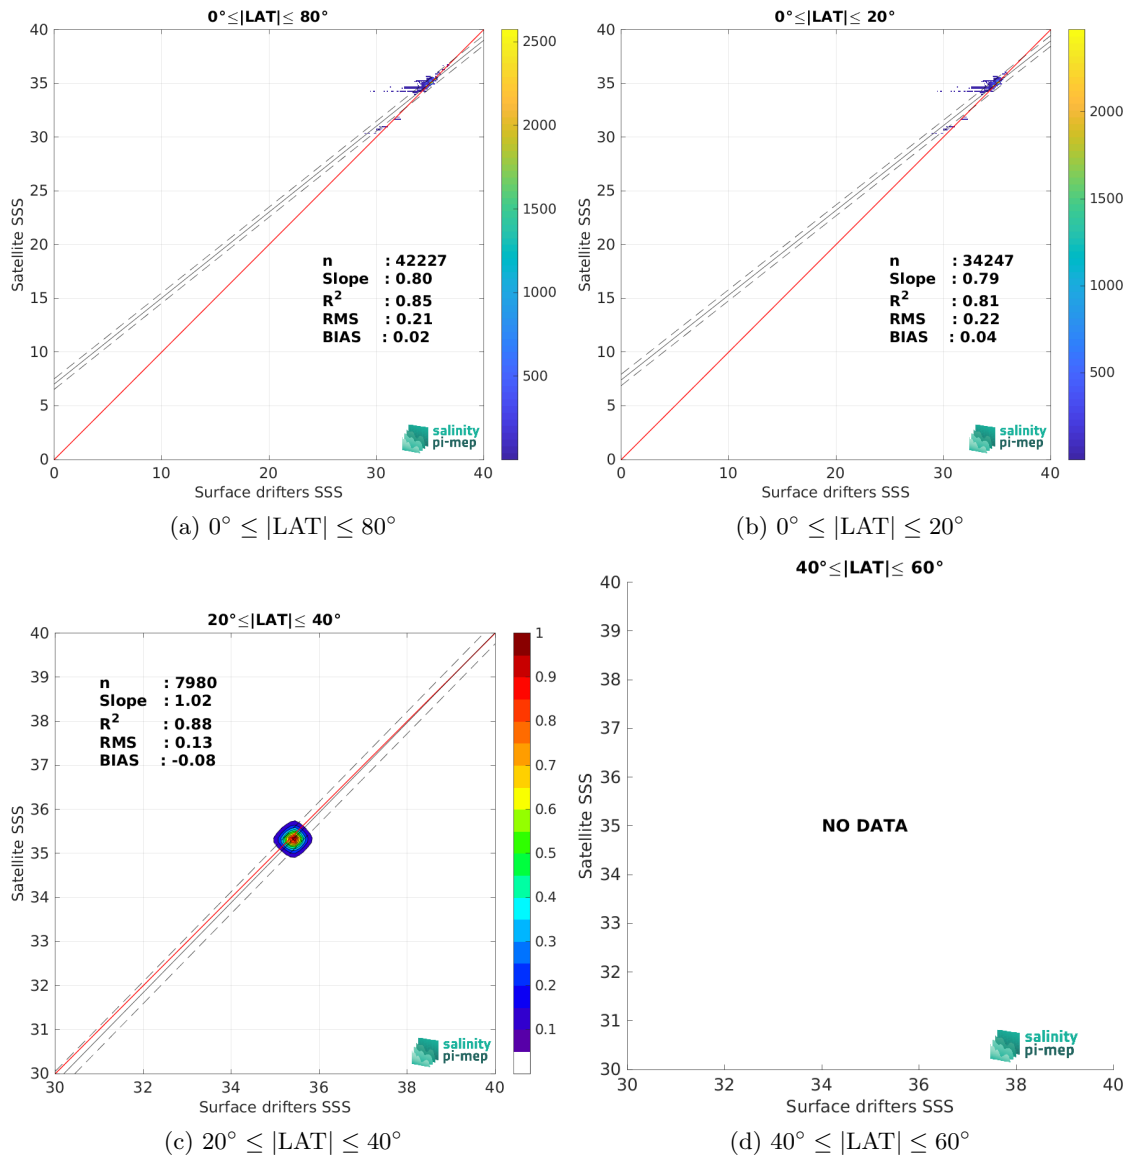 0°≤|LAT|≤ 80°
40
35
30
25
20
15
10
5
0
0
10
20
30
40
Satellite SSS
Surface drifters SSS
n : 42227
Slope : 0.80
R² : 0.85
RMS : 0.21
BIAS : 0.02
salinity
pi-mep
2500
2000
1500
1000
500
(a) 0° ≤ |LAT| ≤ 80°
0°≤|LAT|≤ 20°
40
35
30
25
20
15
10
5
0
0
10
20
30
40
Satellite SSS
Surface drifters SSS
n : 34247
Slope : 0.79
R² : 0.81
RMS : 0.22
BIAS : 0.04
salinity
pi-mep
2000
1500
1000
500
(b) 0° ≤ |LAT| ≤ 20°
20°≤|LAT|≤ 40°
40
39
38
37
36
35
34
33
32
31
30
30
32
34
36
38
40
Satellite SSS
Surface drifters SSS
n : 7980
Slope : 1.02
R² : 0.88
RMS : 0.13
BIAS : -0.08
salinity
pi-mep
1
0.9
0.8
0.7
0.6
0.5
0.4
0.3
0.2
0.1
(c) 20° ≤ |LAT| ≤ 40°
40°≤|LAT|≤ 60°
40
39
38
37
36
35
34
33
32
31
30
30
32
34
36
38
40
Satellite SSS
Surface drifters SSS
NO DATA
salinity
pi-mep
(d) 40° ≤ |LAT| ≤ 60°